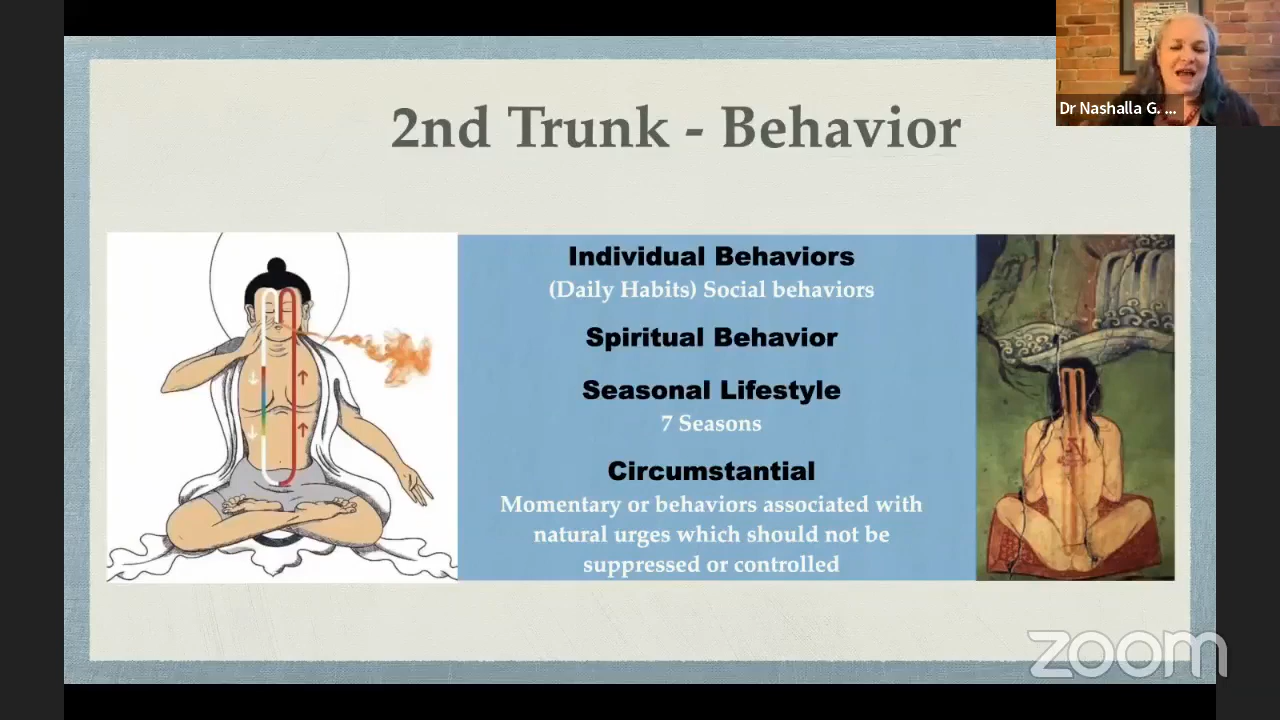 2nd Trunk - Behavior
Dr Nashalla G. ...
Individual Behaviors
(Daily Habits) Social behaviors
Spiritual Behavior
Seasonal Lifestyle
7 Seasons
Circumstantial
Momentary or behaviors associated with
natural urges which should not be
suppressed or controlled
zoom